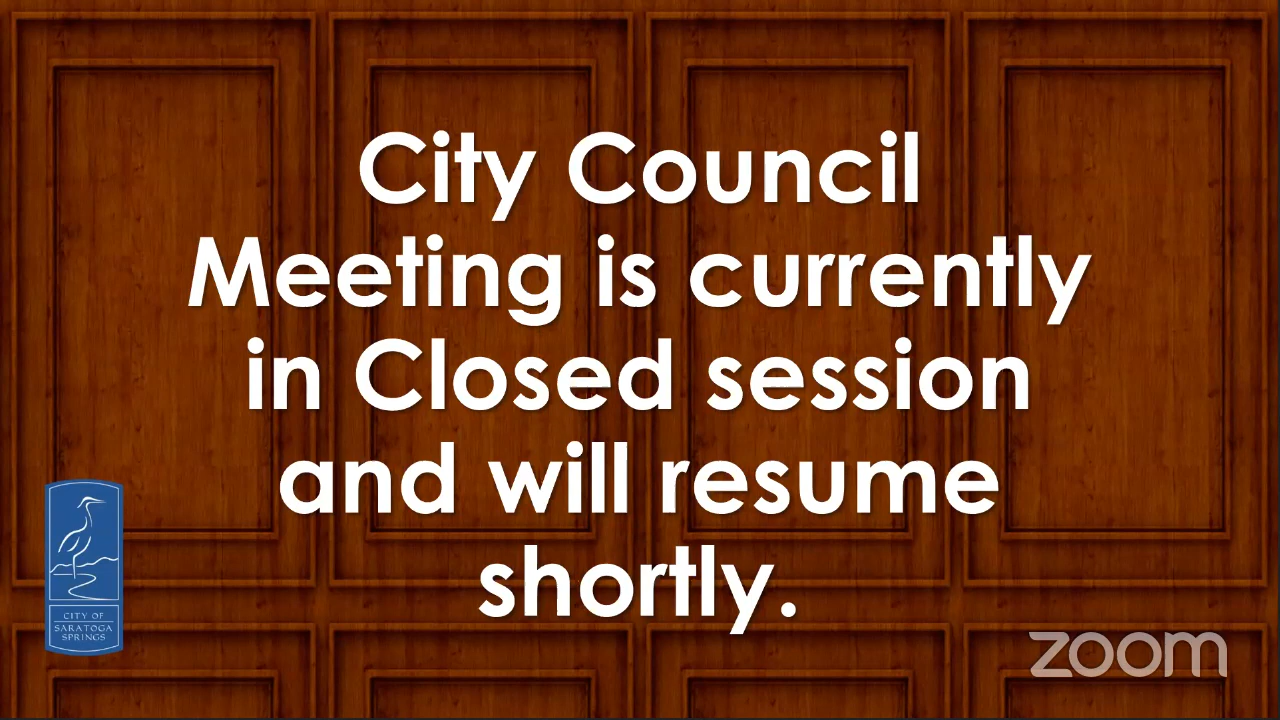 City Council
Meeting is currently
in Closed session
and will resume
shortly.
CITY OF
SARATOGA
SPRINGS
zoom